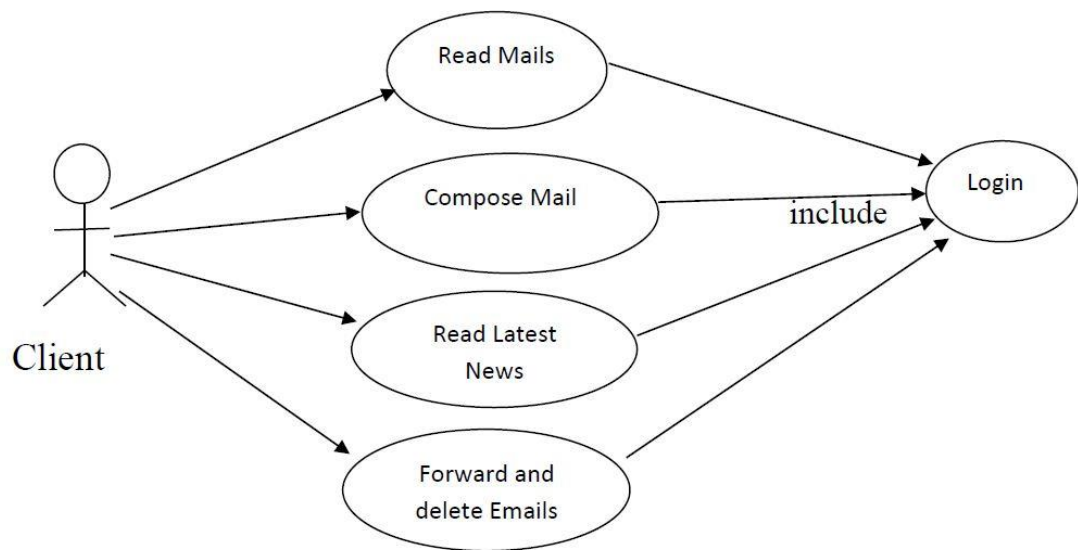 Read Mails
Compose Mail
Login
include
Read Latest
News
Client
Forward and
delete Emails